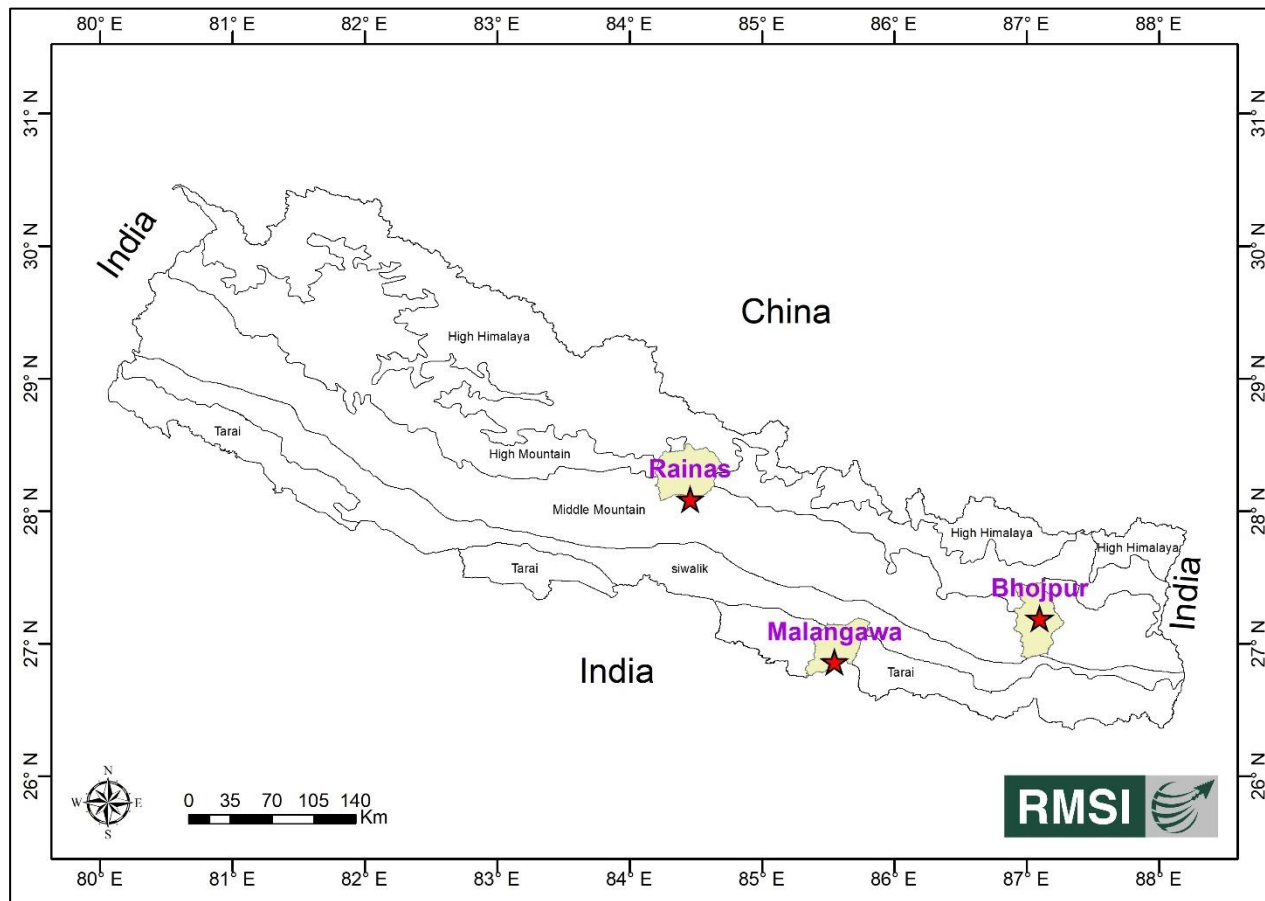 80° E 81° E 82° E 83° E 84° E 85° E 86° E 87° E 88° E
31° N
31° N
30° N
30° N
29° N
29° N
28° N
28° N
27° N
27° N
26° N
26° N
India
China
High Himalaya
Tarai
High Mountain
Rainas
Middle Mountain
High Himalaya
High Himalaya
Tarai
siwalik
Bhojpur
India
Malangawa
India
Tarai
N
W E
S
0 35 70 105 140
Km
RMSI
80° E 81° E 82° E 83° E 84° E 85° E 86° E 87° E 88° E